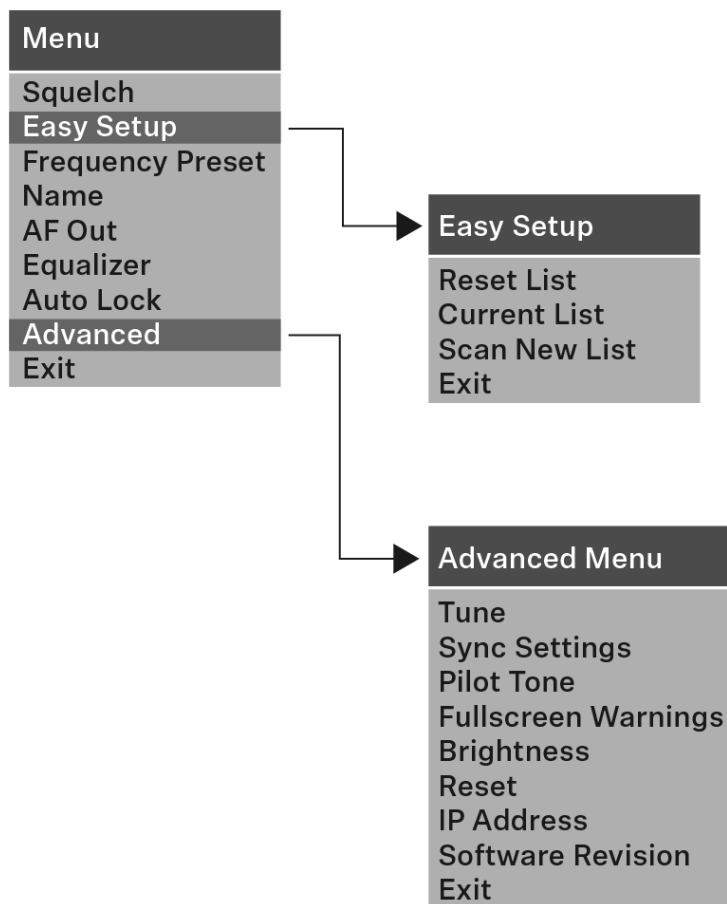 Menu
Squelch
Easy Setup
Frequency Preset
Name
AF Out
Equalizer
Auto Lock
Advanced
Exit
Easy Setup
Reset List
Current List
Scan New List
Exit
Advanced Menu
Tune
Sync Settings
Pilot Tone
Fullscreen Warnings
Brightness
Reset
IP Address
Software Revision
Exit